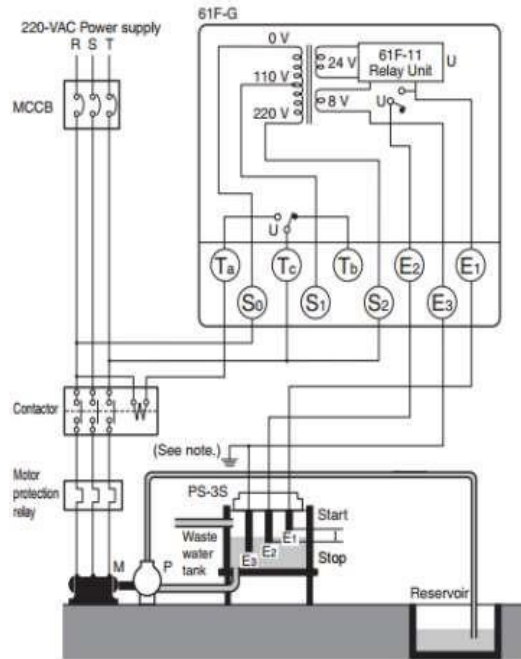 61F-G
220-VAC Power supply
R S T
MCCB
0 V
110 V
220 V
24 V
8 V
61F-11
Relay Unit
U
U
U
Ta
Tc
Tb
E2
E1
S0
S1
S2
E3
Contactor
(See note.)
Motor
protection
relay
PS-3S
Start
Waste
water
tank
E1
E2
E3
Stop
M
P
Reservoir